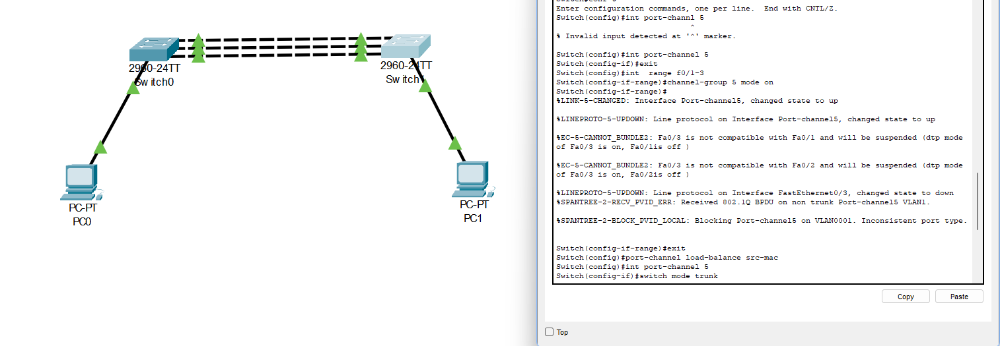 2960-24TT
Switch0
2960-24TT
Switch
PC-PT
PC0
PC-PT
PC1
Enter configuration commands, one per line.  End with CNTL/Z.
Switch(config)#int port-channl 5
^
% Invalid input detected at '^' marker.
Switch(config)#int port-channel 5
Switch(config-if)#exit
Switch(config)#int  range f0/1-3
Switch(config-if-range)#channel-group 5 mode on
Switch(config-if-range)#
%LINK-5-CHANGED: Interface Port-channel5, changed state to up
%LINEPROTO-5-UPDOWN: Line protocol on Interface Port-channel5, changed state to up
%EC-5-CANNOT_BUNDLE2: Fa0/3 is not compatible with Fa0/1 and will be suspended (dtp mode
of Fa0/3 is on, Fa0/1is off )
%EC-5-CANNOT_BUNDLE2: Fa0/3 is not compatible with Fa0/2 and will be suspended (dtp mode
of Fa0/3 is on, Fa0/2is off )
%LINEPROTO-5-UPDOWN: Line protocol on Interface FastEthernet0/3, changed state to down
%SPANTREE-2-RECV_PVID_ERR: Received 802.1Q BPDU on non trunk Port-channel5 VLAN1.
%SPANTREE-2-BLOCK_PVID_LOCAL: Blocking Port-channel5 on VLAN0001. Inconsistent port type.
Switch(config-if-range)#exit
Switch(config)#port-channel load-balance src-mac
Switch(config)#int port-channel 5
Switch(config-if)#switch mode trunk
Copy
Paste
Top